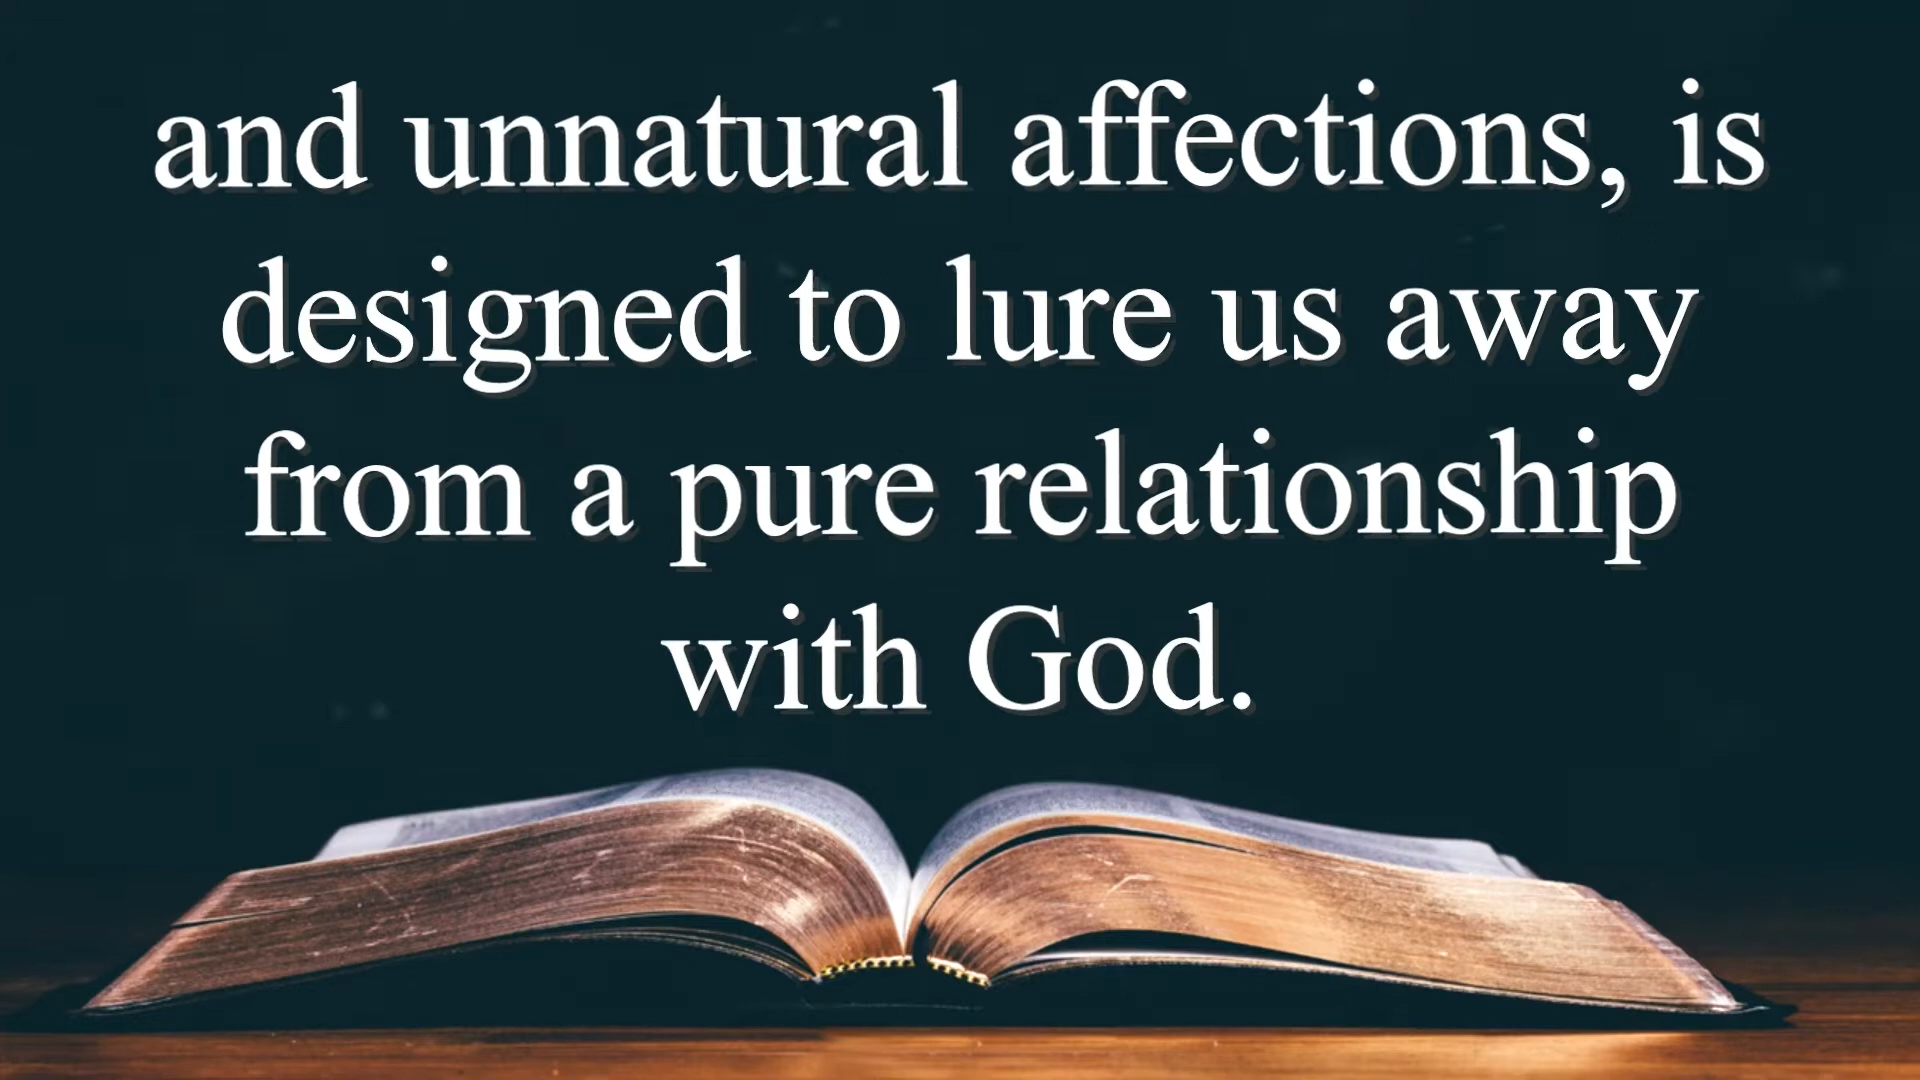 and unnatural affections, is
designed to lure us away
from a pure relationship
with God.